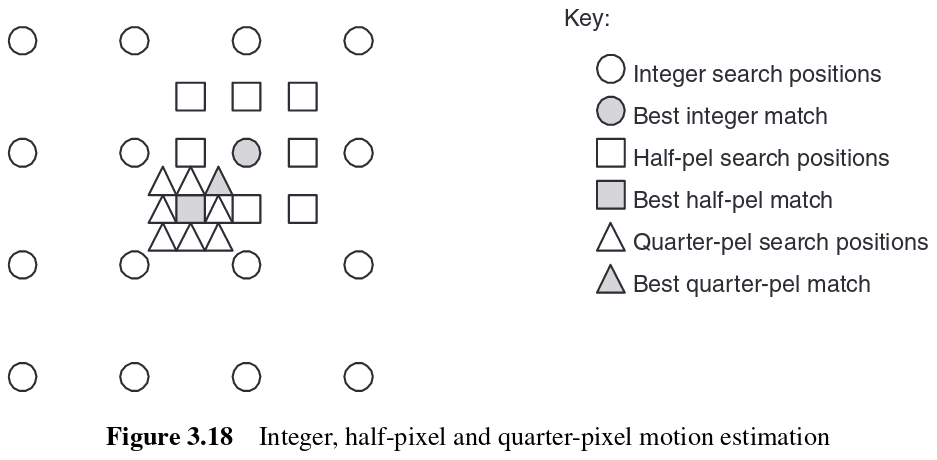 Key:
Integer search positions
Best integer match
Half-pel search positions
Best half-pel match
Quarter-pel search positions
Best quarter-pel match
Figure 3.18 Integer, half-pixel and quarter-pixel motion estimation